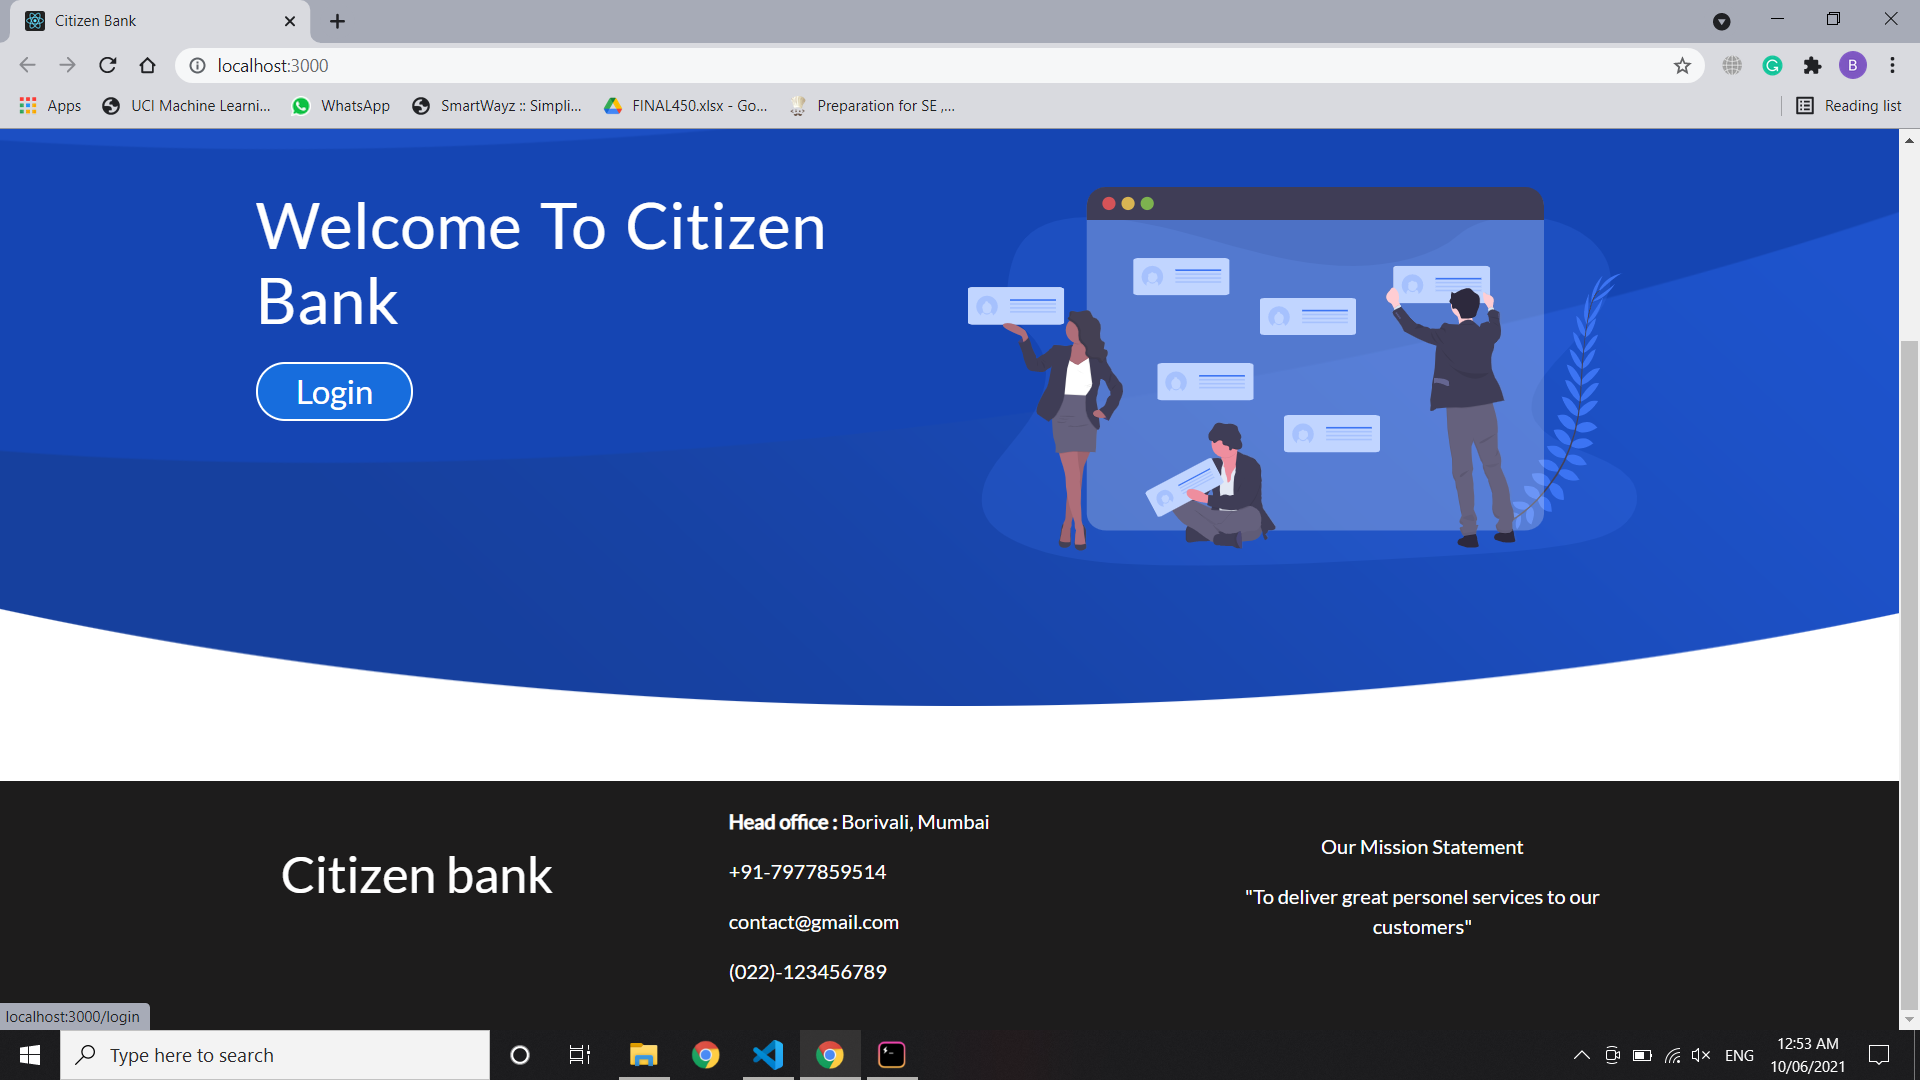 Citizen Bank
localhost:3000
Apps
UCI Machine Learni...
WhatsApp
SmartWayz :: Simpli...
FINAL450.xlsx - Go...
Preparation for SE ,...
Reading list
B
Welcome To Citizen
Bank
Login
Citizen bank
Head office : Borivali, Mumbai
+91-7977859514
contact@gmail.com
(022)-123456789
Our Mission Statement
"To deliver great personel services to our
customers"
localhost:3000/login
Type here to search
ENG
12:53 AM
10/06/2021